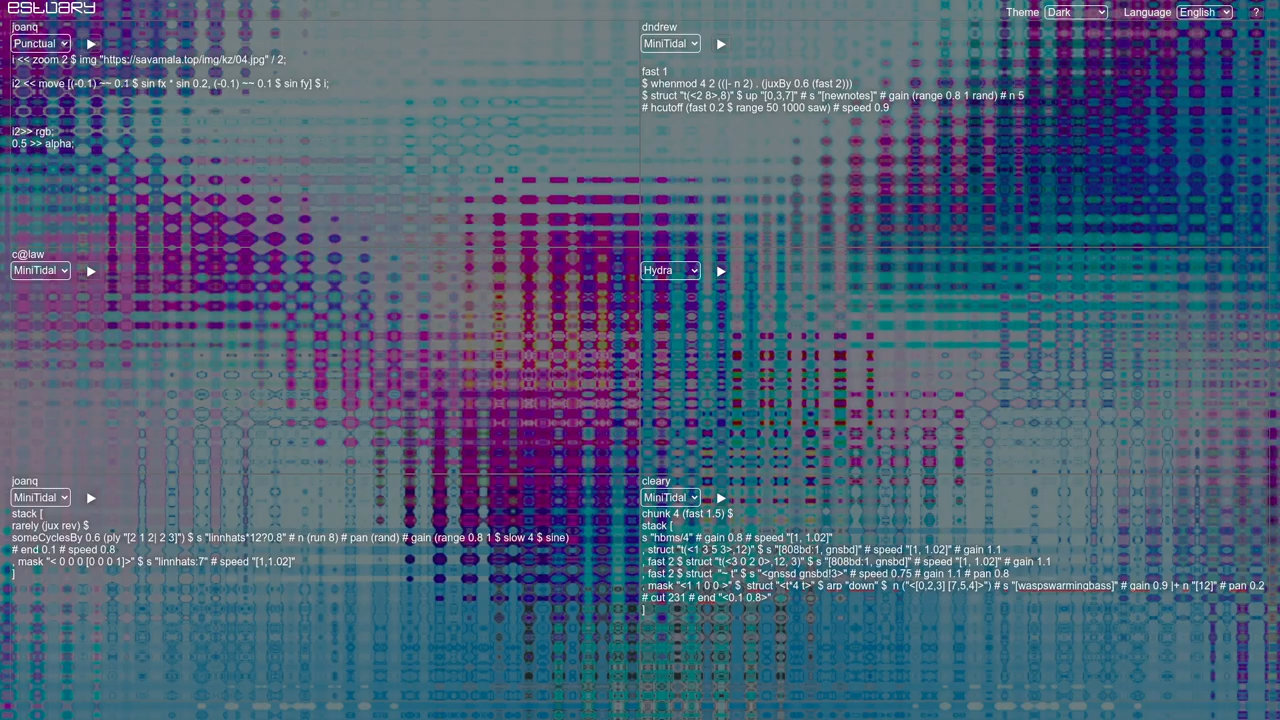 estuary
Theme Dark Language English ?
joanq
Punctual
i << zoom 2 $ img "https://savamala.top/img/kz/04.jpg" / 2;
i2 << move [(-0.1) ~~ 0.1 $ sin fx * sin 0.2, (-0.1) ~~ 0.1 $ sin fy] $ i;
i2>> rgb;
0.5 >> alpha;
dndrew
MiniTidal
fast 1
$ whenmod 4 2 ((|- n 2) . (juxBy 0.6 (fast 2)))
$ struct "t(<2 8>,8)" $ up "[0,3,7]" # s "[newnotes]" # gain (range 0.8 1 rand) # n 5
# hcutoff (fast 0.2 $ range 50 1000 saw) # speed 0.9
c@law
MiniTidal
Hydra
joanq
MiniTidal
stack [
rarely (jux rev) $
someCyclesBy 0.6 (ply "[2 1 2| 2 3]") $ s "linnhats*12?0.8" # n (run 8) # pan (rand) # gain (range 0.8 1 $ slow 4 $ sine)
# end 0.1 # speed 0.8
, mask "< 0 0 0 [0 0 0 1]>" $ s "linnhats:7" # speed "[1,1.02]"
]
cleary
MiniTidal
chunk 4 (fast 1.5) $
stack [
s "hbms/4" # gain 0.8 # speed "[1, 1.02]"
, struct "t(<1 3 5 3>,12)" $ s "[808bd:1, gnsbd]" # speed "[1, 1.02]" # gain 1.1
, fast 2 $ struct "t(<3 0 2 0>,12, 3)" $ s "[808bd:1, gnsbd]" # speed "[1, 1.02]" # gain 1.1
, fast 2 $ struct "~ t" $ s "<gnssd gnsbd!3>" # speed 0.75 # gain 1.1 # pan 0.8
, mask "<1 1 0 0 >" $ struct "<t*4 t>" $ arp "down" $ n ("<[0,2,3] [7,5,4]>") # s "[waspswarmingbass]" # gain 0.9 |+ n "[12]" # pan 0.2
# cut 231 # end "<0.1 0.8>"
]